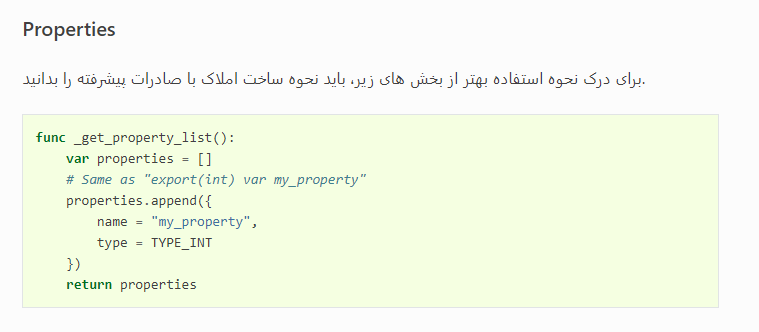 Properties
برای درک نحوه استفاده بهتر از بخش های زیر، باید نحوه ساخت املاک با صادرات پیشرفته را بدانید.
func _get_property_list():
    var properties = []
    # Same as "export(int) var my_property"
    properties.append({
        name = "my_property",
        type = TYPE_INT
    })
    return properties